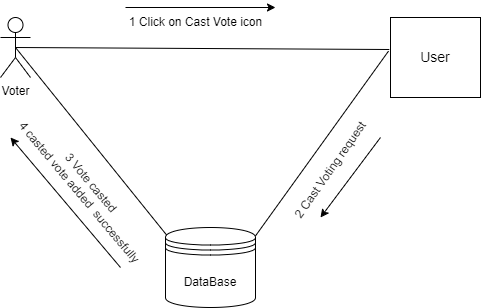 1 Click on Cast Vote icon
User
Voter
2 Cast Voting request
3 Vote casted
4 casted vote added successfully
DataBase